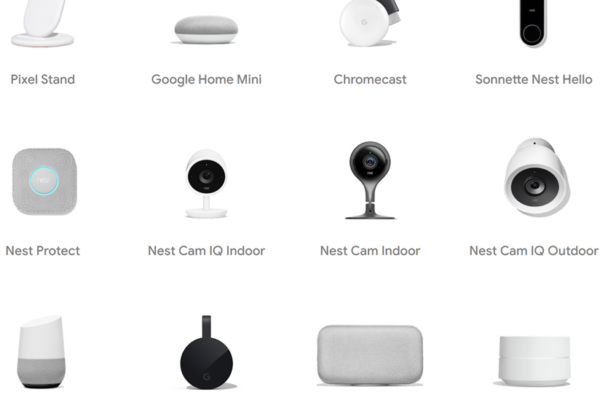 Pixel Stand
Google Home Mini
Chromecast
Sonnette Nest Hello
Nest Protect
Nest Cam IQ Indoor
Nest Cam Indoor
Nest Cam IQ Outdoor